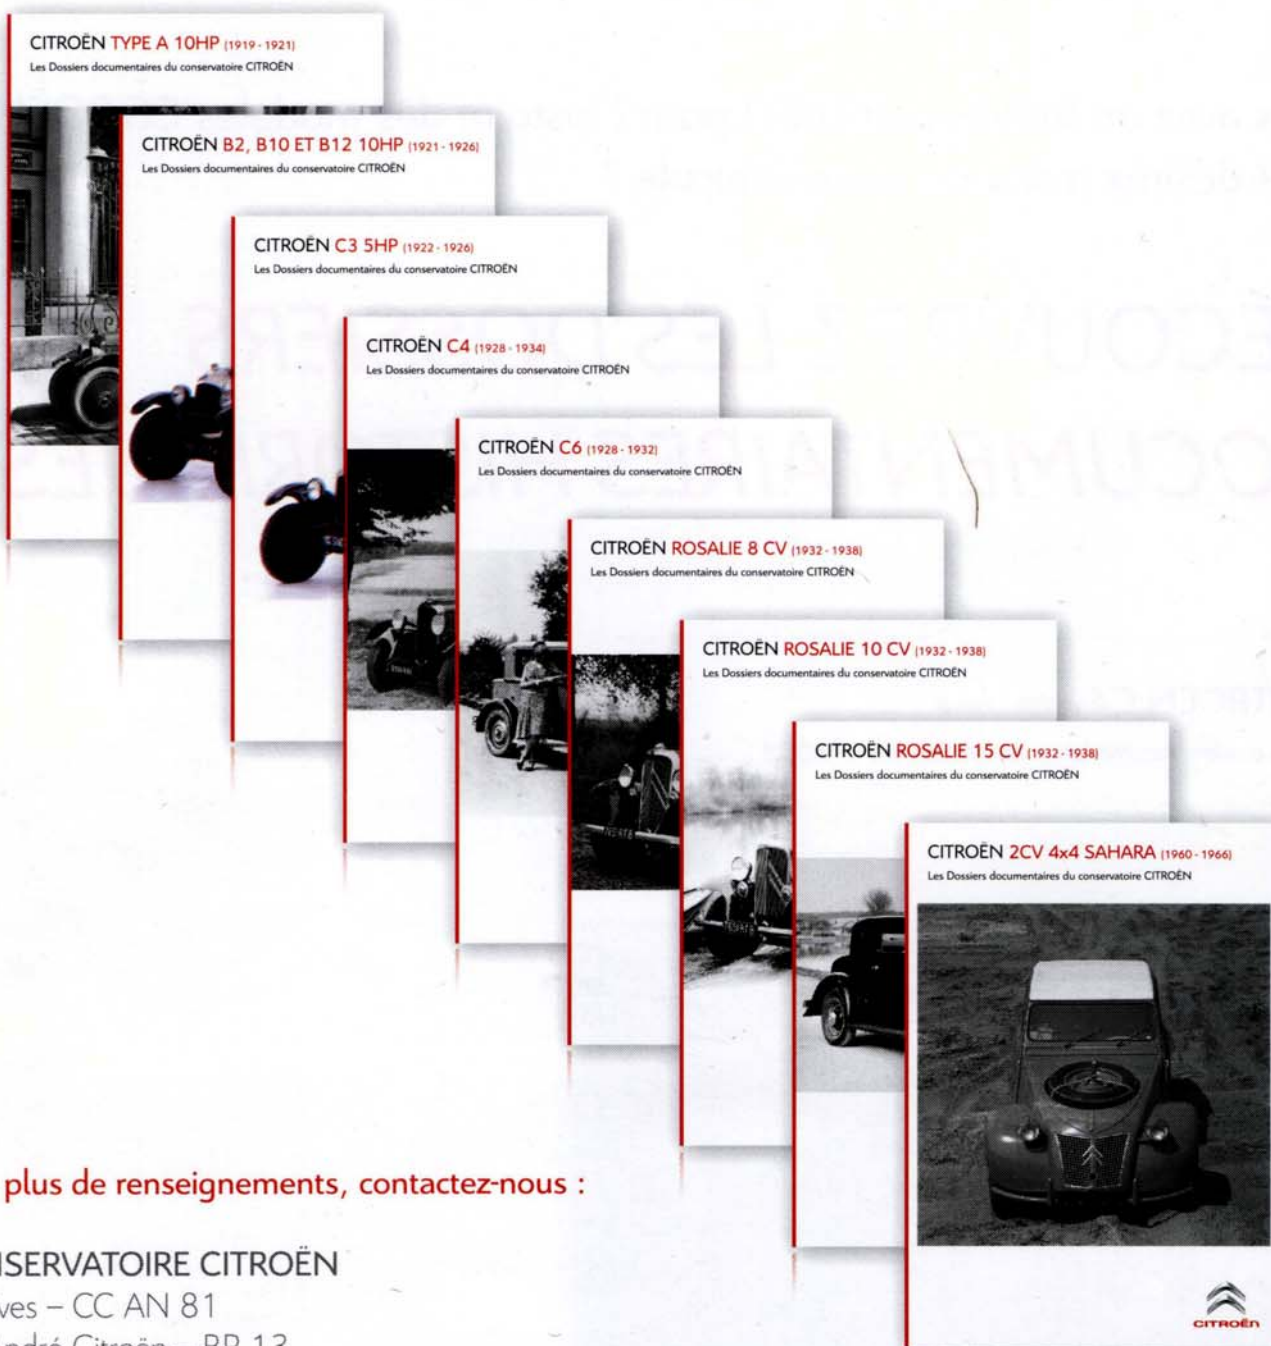 CITROËN TYPE A 10HP (1919 - 1921)
Les Dossiers documentaires du conservatoire CITROËN
CITROËN B2, B10 ET B12 10HP (1921 - 1926)
Les Dossiers documentaires du conservatoire CITROËN
CITROËN C3 5HP (1922 - 1926)
Les Dossiers documentaires du conservatoire CITROËN
CITROËN C4 (1928 - 1934)
Les Dossiers documentaires du conservatoire CITROËN
CITROËN C6 (1928 - 1932)
Les Dossiers documentaires du conservatoire CITROËN
CITROËN ROSALIE 8 CV (1932 - 1938)
Les Dossiers documentaires du conservatoire CITROËN
CITROËN ROSALIE 10 CV (1932 - 1938)
Les Dossiers documentaires du conservatoire CITROËN
CITROËN ROSALIE 15 CV (1932 - 1938)
Les Dossiers documentaires du conservatoire CITROËN
CITROËN 2CV 4x4 SAHARA (1960 - 1966)
Les Dossiers documentaires du conservatoire CITROËN
CITROËN
plus de renseignements, contactez-nous :
NSERVATOIRE CITROËN
ves – CC AN 81
ndré Citroën – BP 13